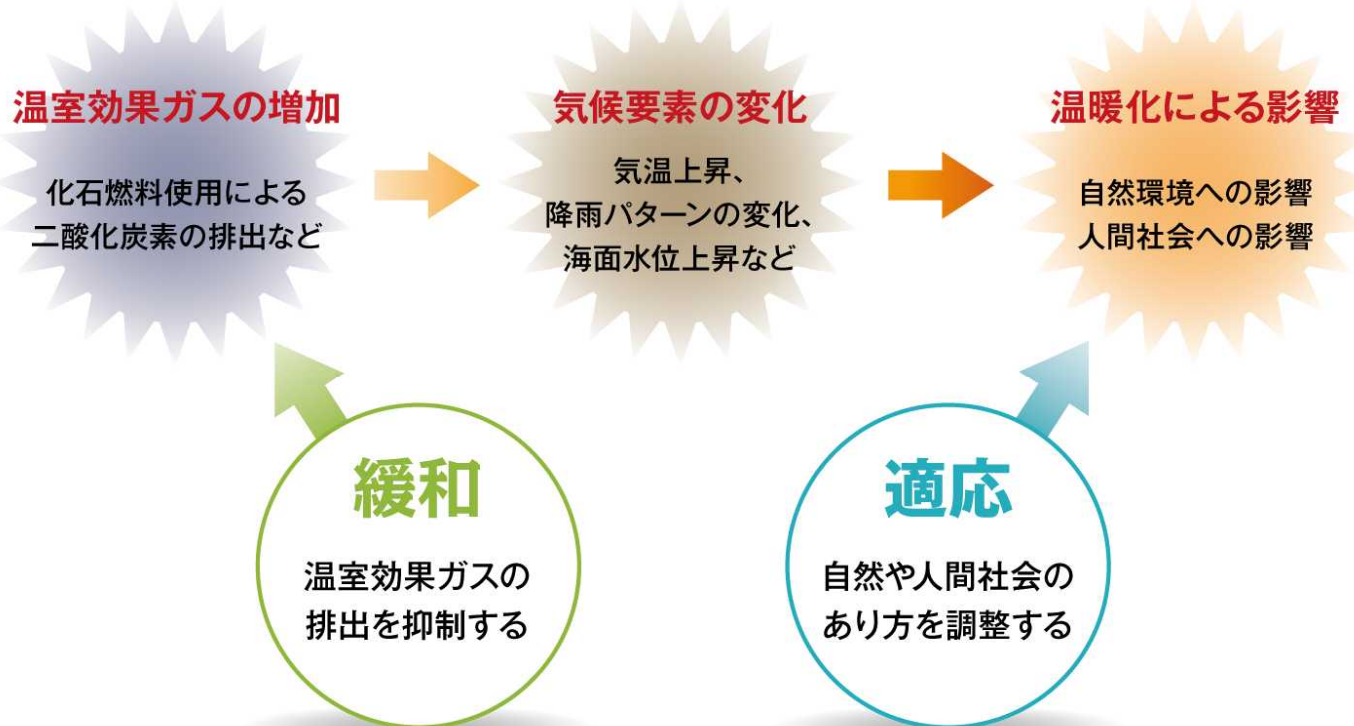 温室効果ガスの増加
化石燃料使用による
二酸化炭素の排出など
気候要素の変化
気温上昇、
降雨パターンの変化、
海面水位上昇など
温暖化による影響
自然環境への影響
人間社会への影響
緩和
温室効果ガスの
排出を抑制する
適応
自然や人間社会の
あり方を調整する